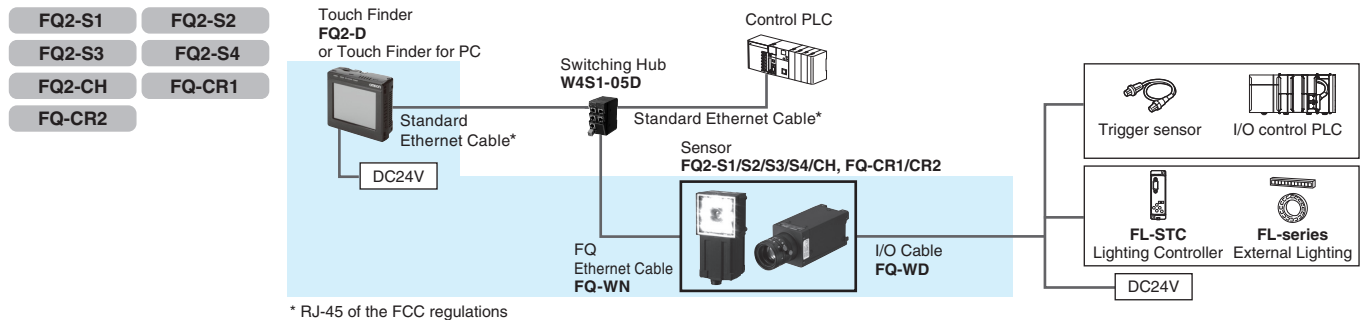 FQ2-S1
FQ2-S2
FQ2-S3
FQ2-S4
FQ2-CH
FQ-CR1
FQ-CR2
Touch Finder
FQ2-D
or Touch Finder for PC
Standard
Ethernet Cable*
DC24V
Switching Hub
W4S1-05D
Control PLC
Standard Ethernet Cable*
Sensor
FQ2-S1/S2/S3/S4/CH, FQ-CR1/CR2
FQ
Ethernet Cable
FQ-WN
I/O Cable
FQ-WD
Trigger sensor
I/O control PLC
FL-STC
Lighting Controller
FL-series
External Lighting
DC24V
* RJ-45 of the FCC regulations